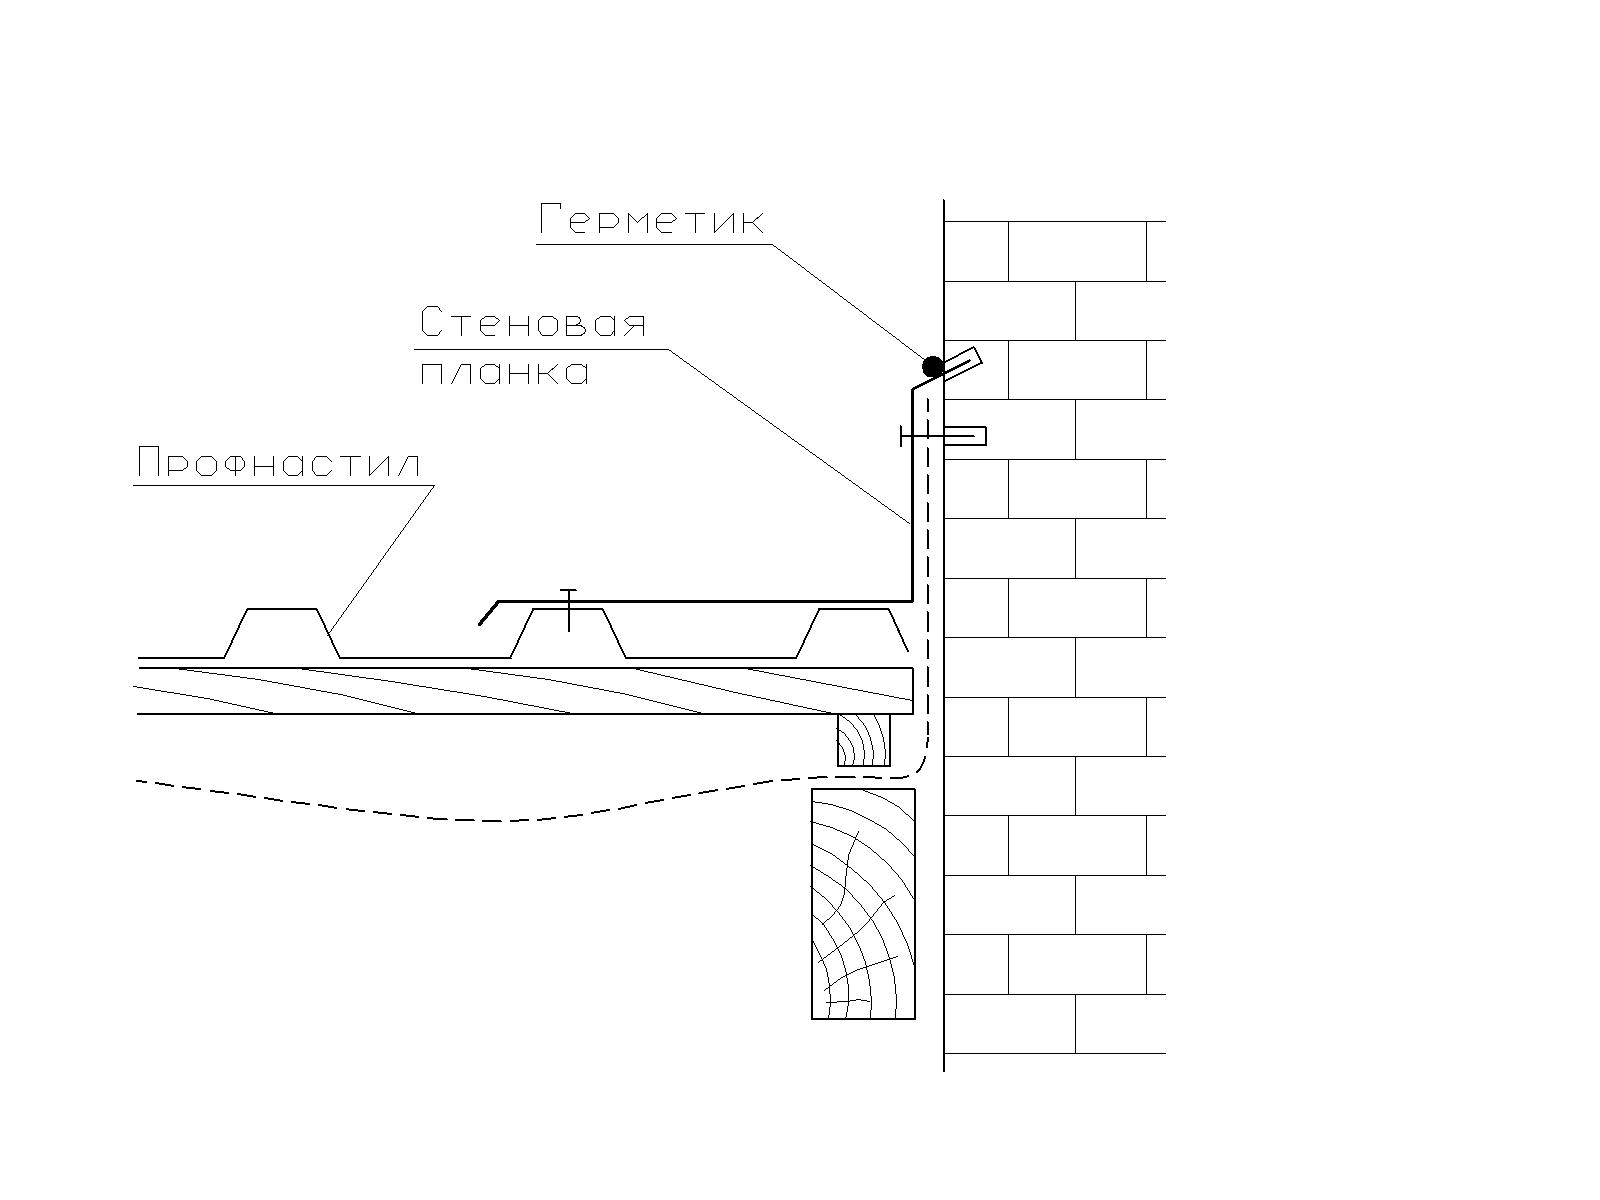 Герметик
Стеновая
планка
Профнастил